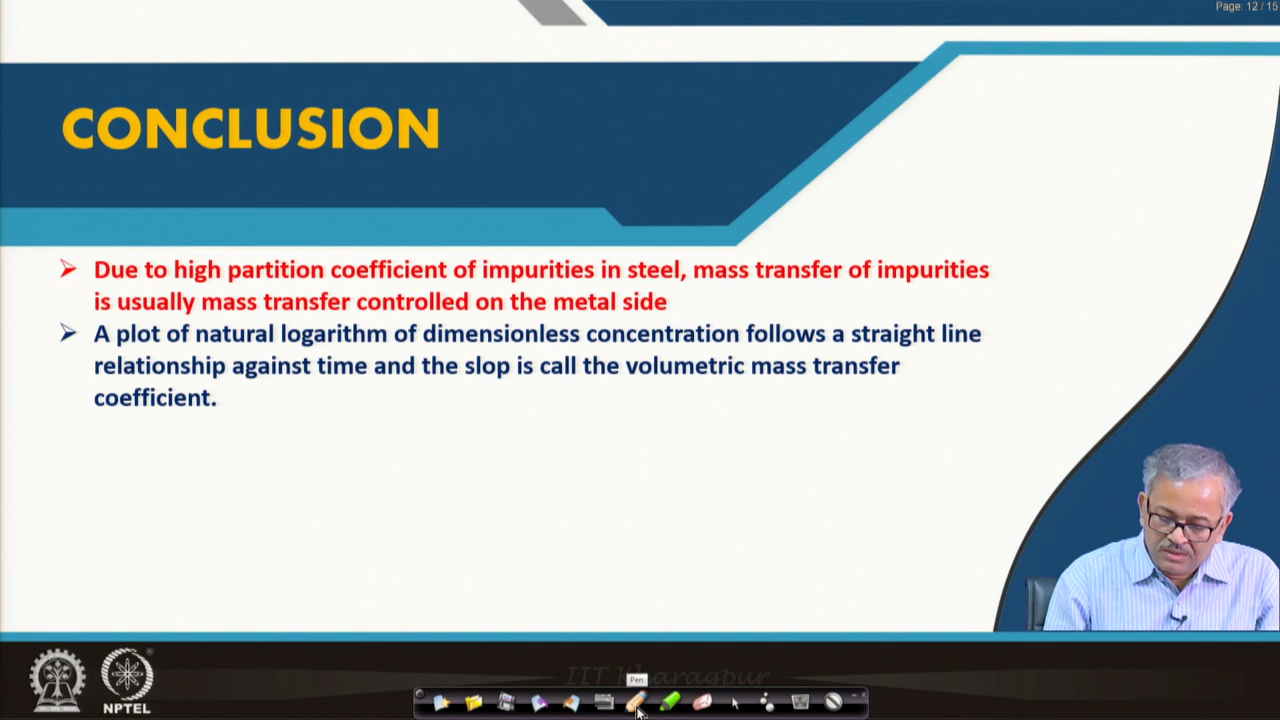 Page: 12 / 15
CONCLUSION
➢ Due to high partition coefficient of impurities in steel, mass transfer of impurities
is usually mass transfer controlled on the metal side
➢ A plot of natural logarithm of dimensionless concentration follows a straight line
relationship against time and the slop is call the volumetric mass transfer
coefficient.
IIT Kharagpur
Pen
NPTEL